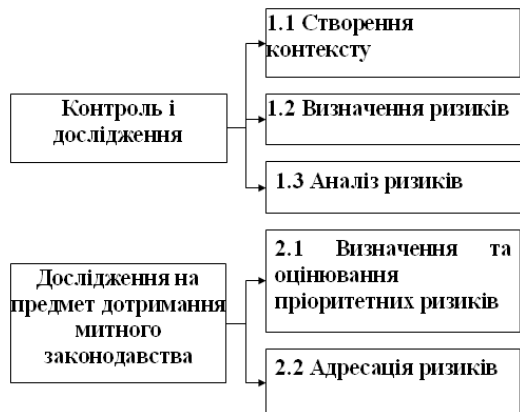 1.1 Створення
контексту
Контроль і
дослідження
1.2 Визначення ризиків
1.3 Аналіз ризиків
Дослідження на
предмет дотримання
митного
законодавства
2.1 Визначення та
оцінювання
пріоритетних ризиків
2.2 Адресація ризиків